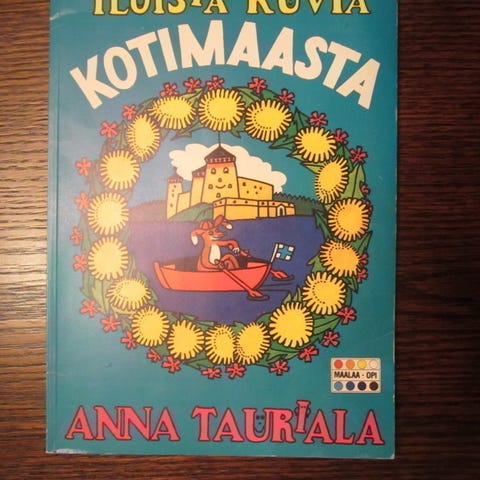 ILOISIA KUVIA
KOTIMAASTA
MAALAA - OPI
ANNA TAURIALA